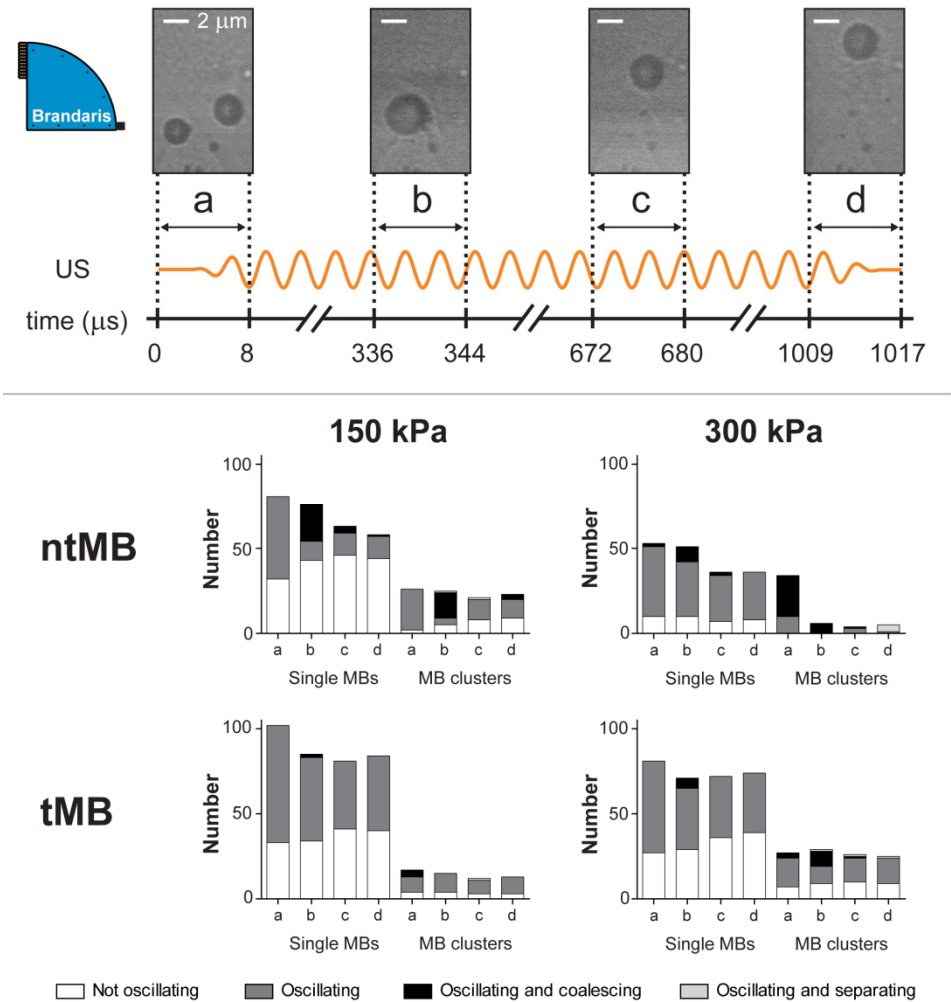 2 μm
Brandaris
a b c d
US
time (μs)
0 8 336 344 672 680 1009 1017
150 kPa 300 kPa
ntMB
Number
100
50
0
a b c d a b c d
Single MBs MB clusters
Number
100
50
0
a b c d a b c d
Single MBs MB clusters
tMB
Number
100
50
0
a b c d a b c d
Single MBs MB clusters
Number
100
50
0
a b c d a b c d
Single MBs MB clusters
Not oscillating Oscillating Oscillating and coalescing Oscillating and separating